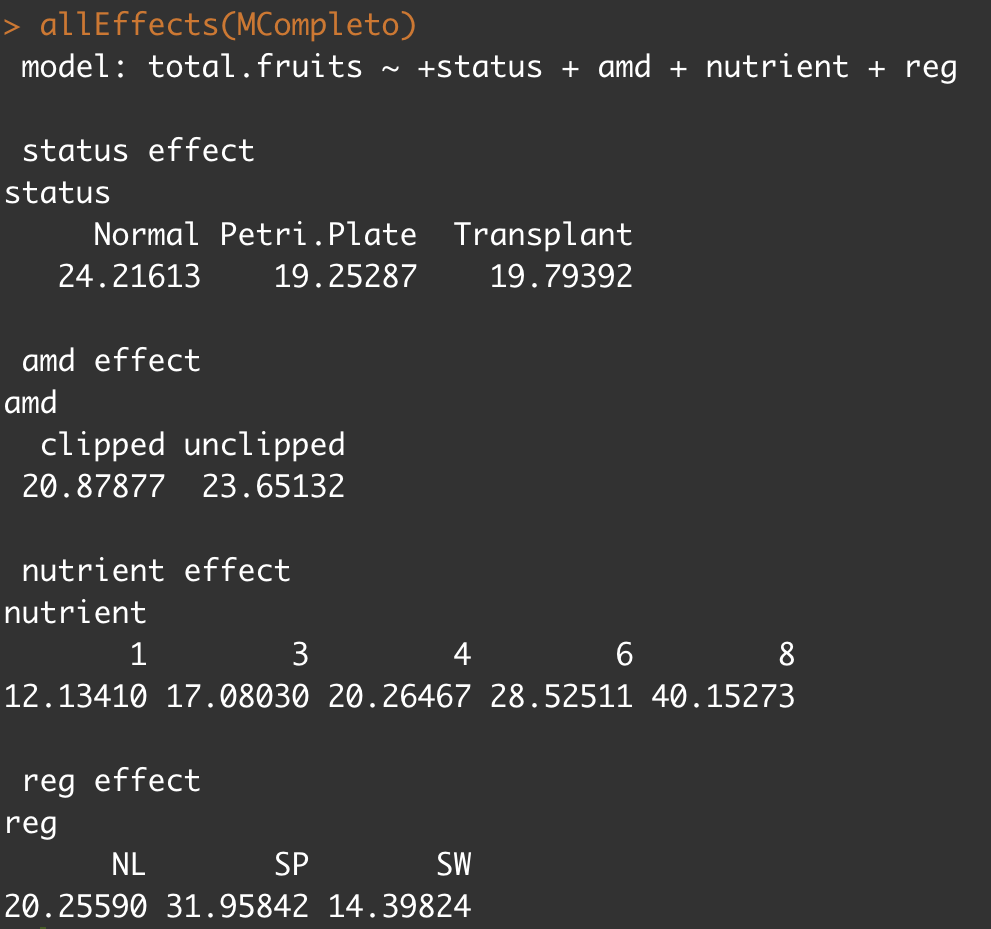 > allEffects(MCompleto)
model: total.fruits ~ +status + amd + nutrient + reg
status effect
status
Normal Petri.Plate Transplant
24.21613 19.25287 19.79392
amd effect
amd
clipped unclipped
20.87877 23.65132
nutrient effect
nutrient
1 3 4 6 8
12.13410 17.08030 20.26467 28.52511 40.15273
reg effect
reg
NL SP SW
20.25590 31.95842 14.39824